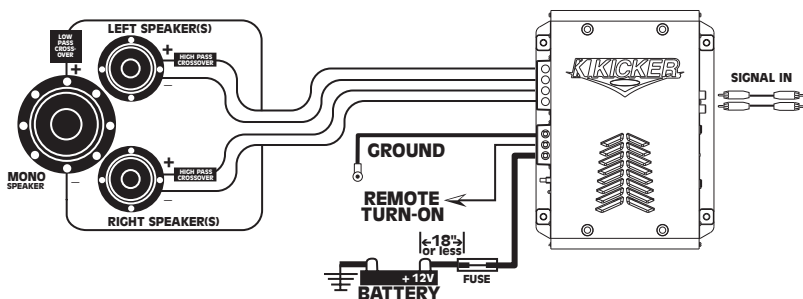 LEFT SPEAKER(S)
LOW
PASS
CROSS-
OVER
+
+
HIGH PASS
CROSSOVER
–
KIKICKER
SIGNAL IN
MONO
SPEAKER
–
+
HIGH PASS
CROSSOVER
–
RIGHT SPEAKER(S)
GROUND
REMOTE
TURN-ON
18"
or less
+ 12V
FUSE
BATTERY